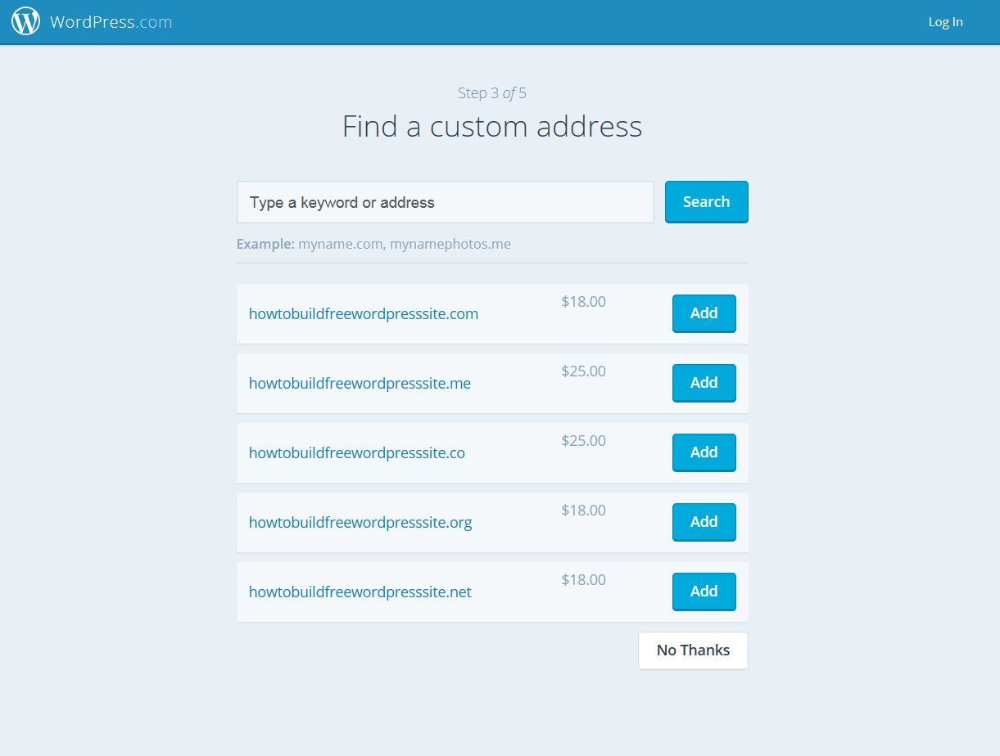 WordPress.com
Log In
Step 3 of 5
Find a custom address
Type a keyword or address
Search
Example: myname.com, mynamephotos.me
howtobuildfreewordpresssite.com
$18.00
Add
howtobuildfreewordpresssite.me
$25.00
Add
howtobuildfreewordpresssite.co
$25.00
Add
howtobuildfreewordpresssite.org
$18.00
Add
howtobuildfreewordpresssite.net
$18.00
Add
No Thanks